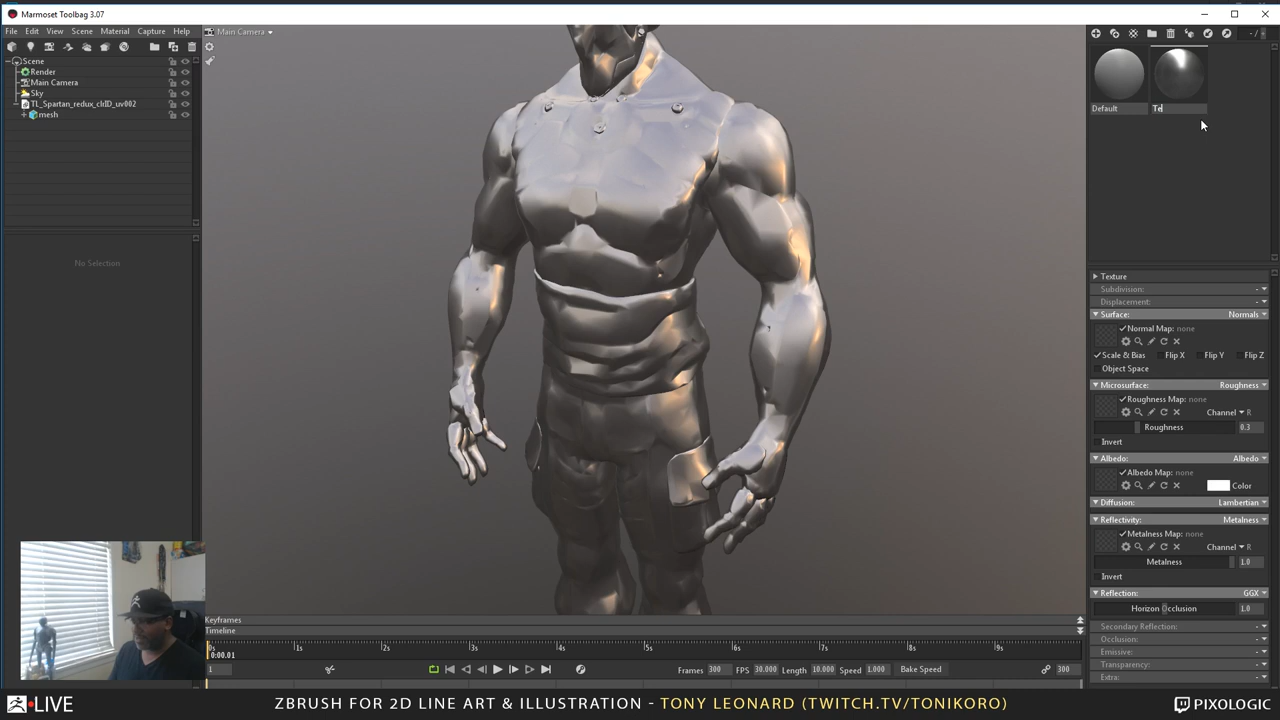 Marmoset Toolbag 3.07
File Edit View Scene Material Capture Help
Main Camera
- /
Scene
Render
Main Camera
Sky
TL_Spartan_redux_clrID_uv002
mesh
No Selection
Default
Te
Texture
Subdivision: -
Displacement: -
Surface: Normals
Normal Map: none
Scale & Bias Flip X Flip Y Flip Z
Object Space
Microsurface: Roughness
Roughness Map: none
Channel R
Roughness 0.3
Invert
Albedo: Albedo
Albedo Map: none
Color
Diffusion: Lambertian
Reflectivity: Metalness
Metalness Map: none
Channel R
Metalness 1.0
Invert
Reflection: GGX
Horizon Occlusion 1.0
Secondary Reflection: -
Occlusion: -
Emissive: -
Transparency: -
Extra: -
Keyframes
Timeline
0s 1s 2s 3s 4s 5s 6s 7s 8s 9s
0:00.01
1 Frames 300 FPS 30.000 Length 10.000 Speed 1.000 Bake Speed 300
LIVE ZBRUSH FOR 2D LINE ART & ILLUSTRATION - TONY LEONARD (TWITCH.TV/TONIKORO) PIXOLOGIC